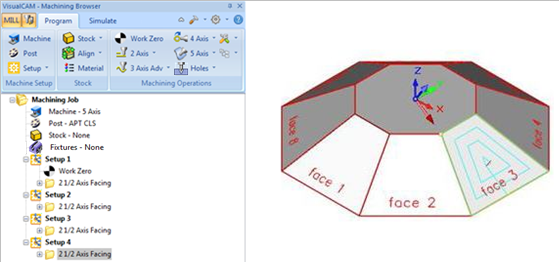 VisualCAM - Machining Browser
MILL Program Simulate
Machine Stock Work Zero 4 Axis
Post Align 2 Axis 5 Axis
Setup Material 3 Axis Adv Holes
Machine Setup Stock Machining Operations
Machining Job
Machine - 5 Axis
Post - APT CLS
Stock - None
Fixtures - None
Setup 1
Work Zero
2 1/2 Axis Facing
Setup 2
2 1/2 Axis Facing
Setup 3
2 1/2 Axis Facing
Setup 4
2 1/2 Axis Facing
Z
X
face 8
face 4
face 1
face 2
face 3